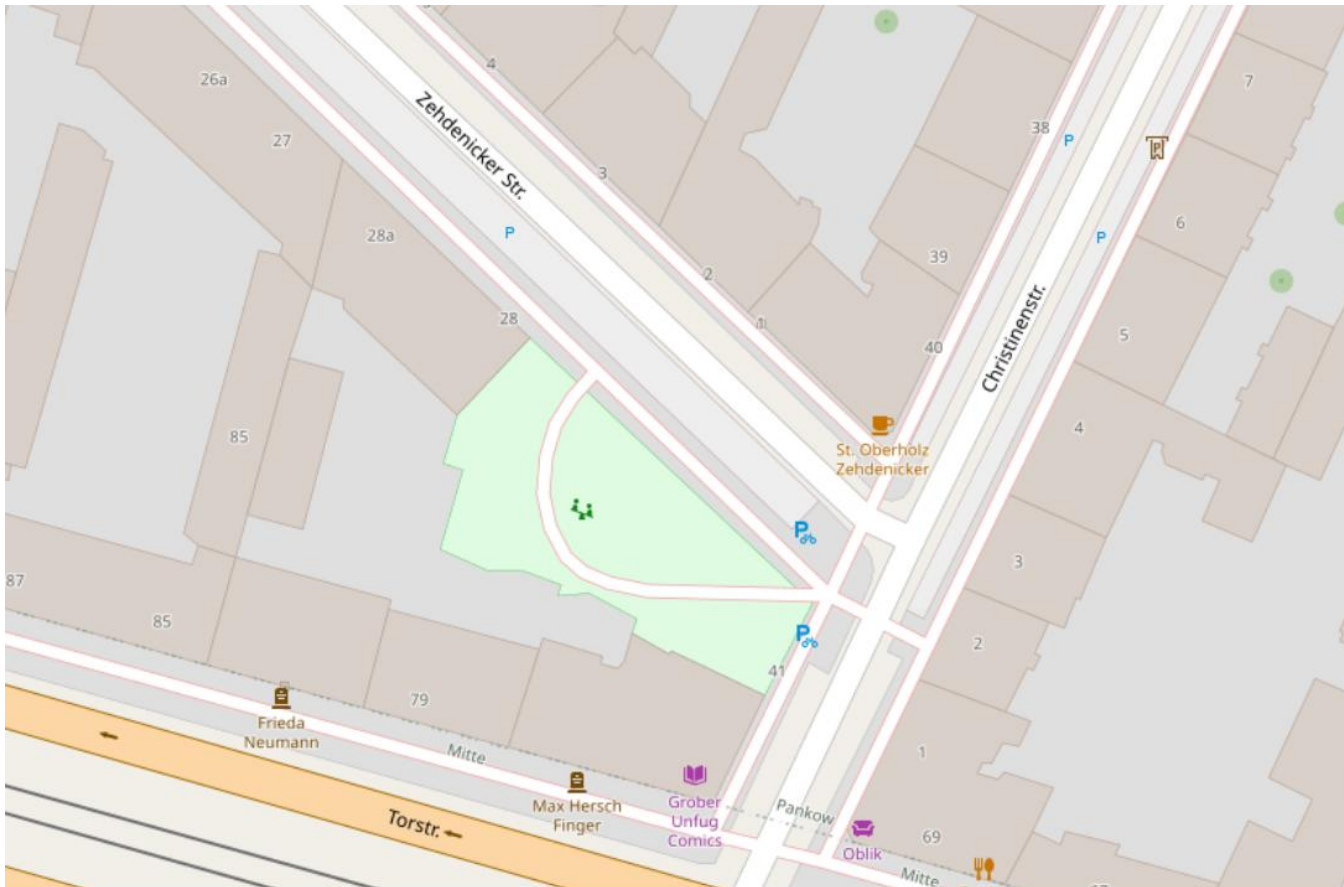 26a
27
28a
28
85
87
85
79
41
4
3
2
1
38
39
40
7
6
5
4
3
2
1
69
Zehdenicker Str.
Christinenstr.
Torstr.
P
P
P
P
P
P
St. Oberholz
Zehdenicker
Frieda
Neumann
Max Hersch
Finger
Grober
Unfug
Comics
Oblik
Mitte
Pankow
Mitte